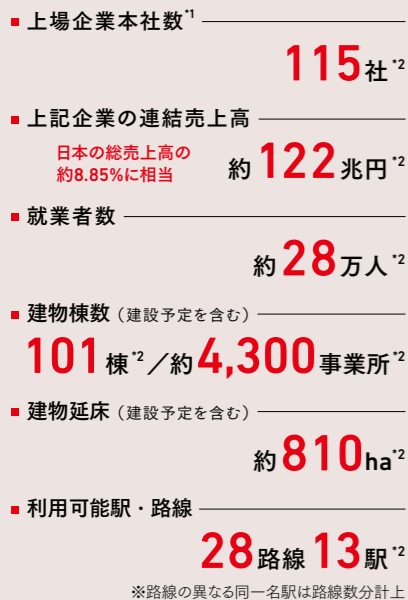 ■ 上場企業本社数*1
115社*2
■ 上記企業の連結売上高
日本の総売上高の
約8.85%に相当
約122兆円*2
■ 就業者数
約28万人*2
■ 建物棟数（建設予定を含む）
101棟*2／約4,300事業所*2
■ 建物延床（建設予定を含む）
約810ha*2
■ 利用可能駅・路線
28路線13駅*2
※路線の異なる同一名駅は路線数分計上